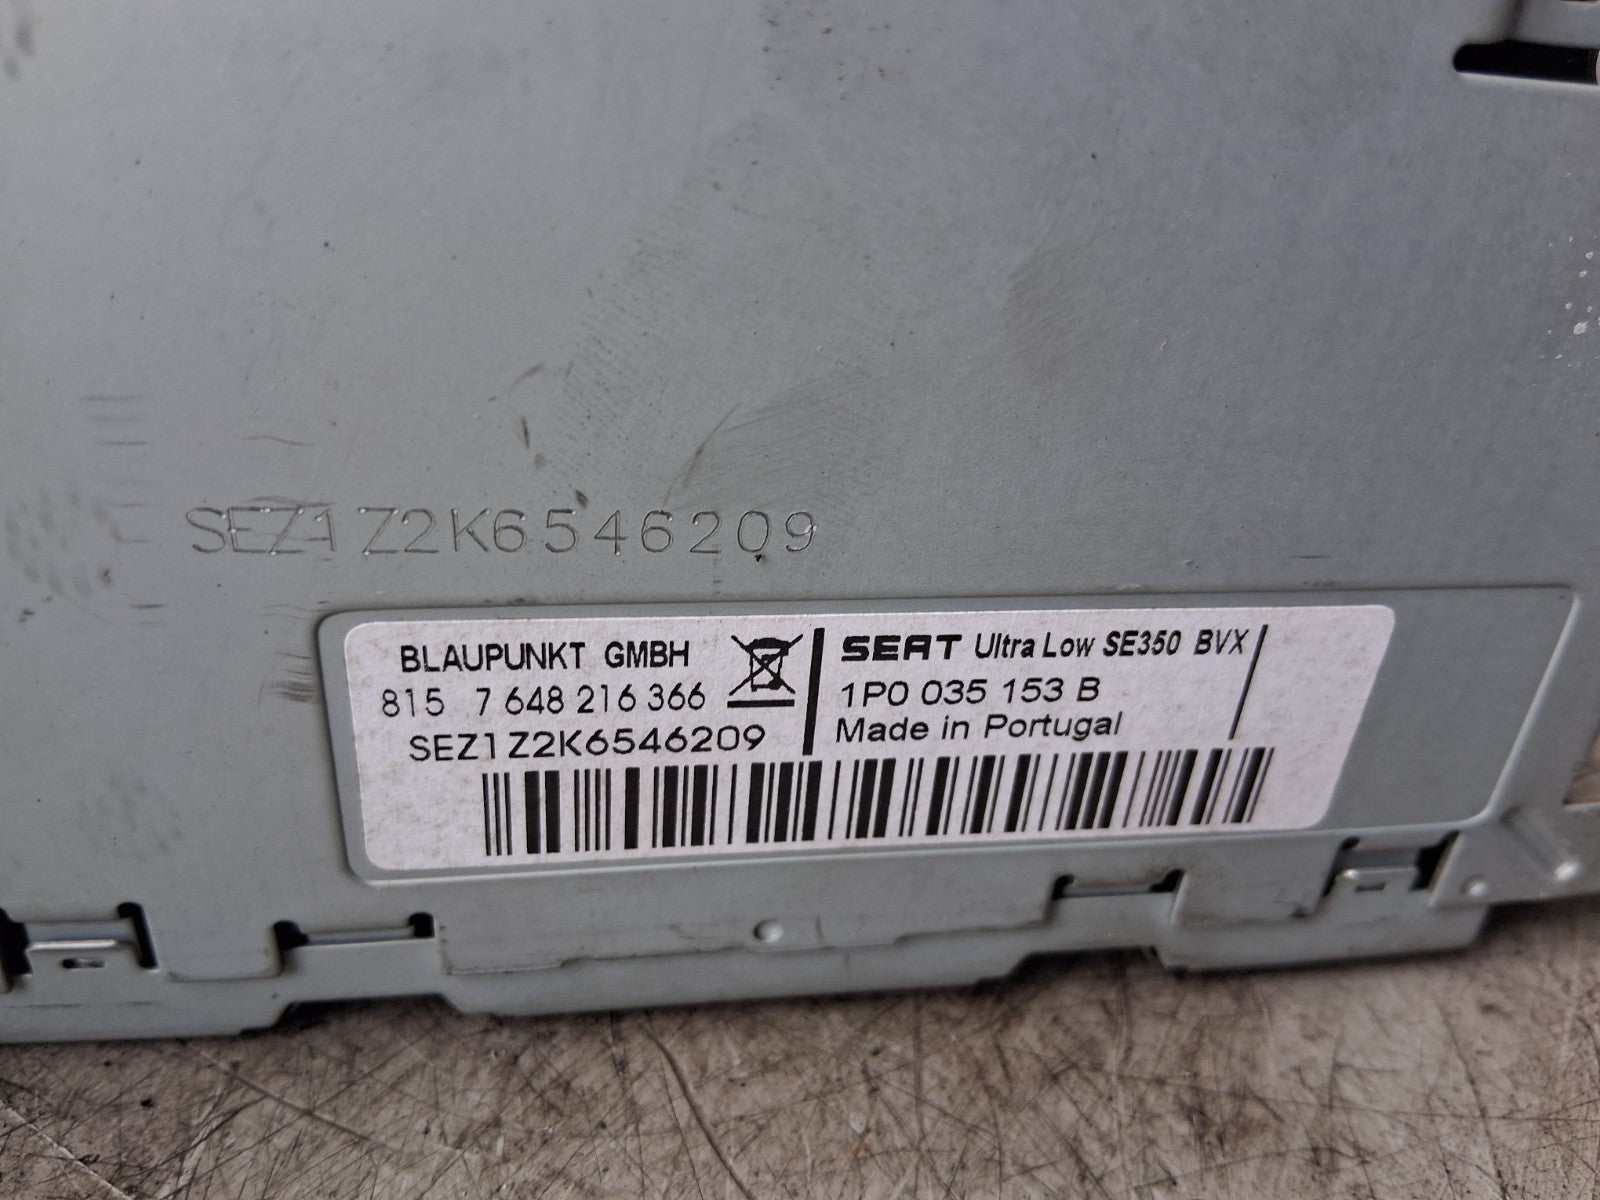 SEZ1Z2K6546209
BLAUPUNKT GMBH
815 7 648 216 366
SEZ1Z2K6546209
SEAT Ultra Low SE350 BVX
1P0 035 153 B
Made in Portugal